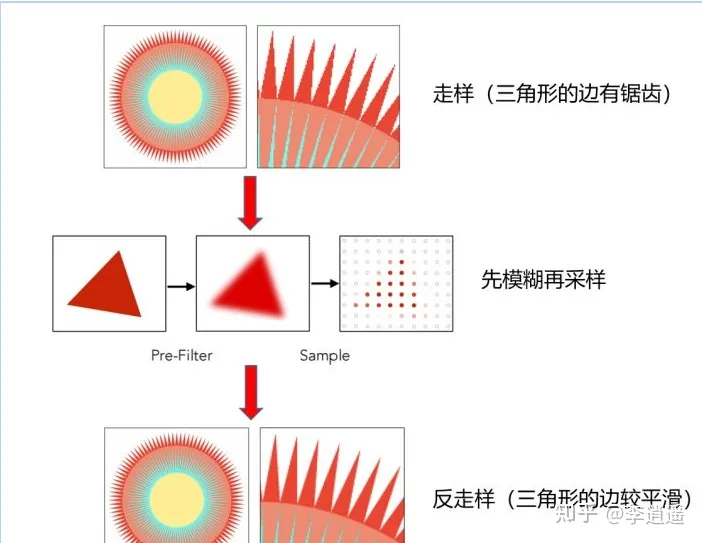 走样（三角形的边有锯齿）
先模糊再采样
Pre-Filter
Sample
反走样（三角形的边较平滑）
知乎 @李逍遥